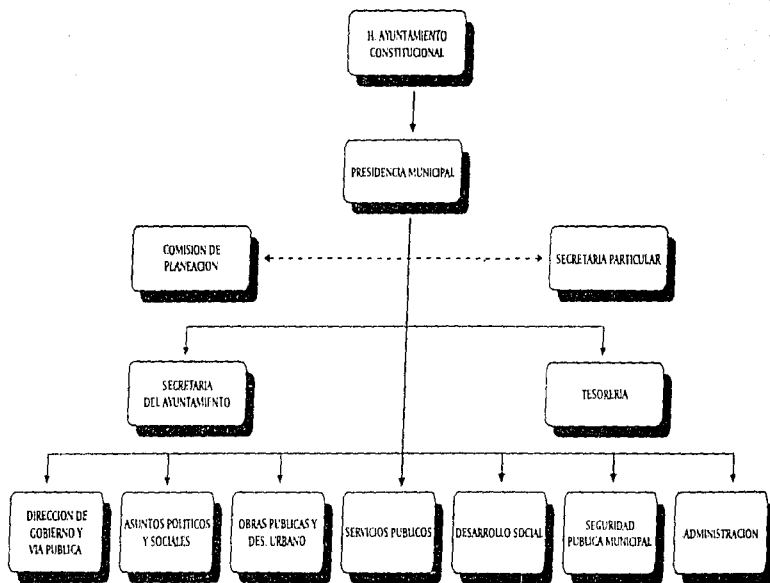 H. AYUNTAMIENTO
CONSTITUCIONAL
PRESIDENCIA MUNICIPAL
COMISION DE
PLANEACION
SECRETARIA PARTICULAR
SECRETARIA
DEL AYUNTAMIENTO
TESORERIA
DIRECCION DE
GOBIERNO Y
VIA PUBLICA
ASUNTOS POLITICOS
Y SOCIALES
OBRAS PUBLICAS Y
DES. URBANO
SERVICIOS PUBLICOS
DESARROLLO SOCIAL
SEGURIDAD
PUBLICA MUNICIPAL
ADMINISTRACION